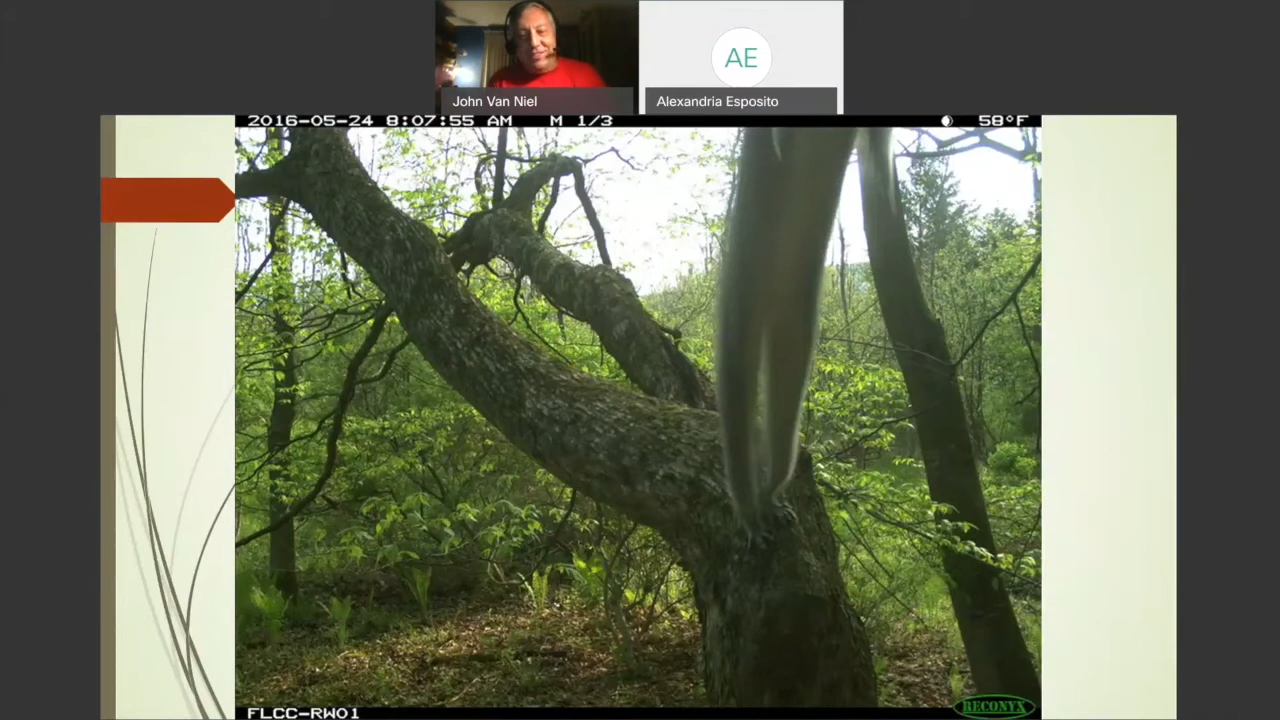 AE
John Van Niel
Alexandria Esposito
2016-05-24 8:07:55 AM M 1/3 58°F
FLCC-RW01
RECONYX